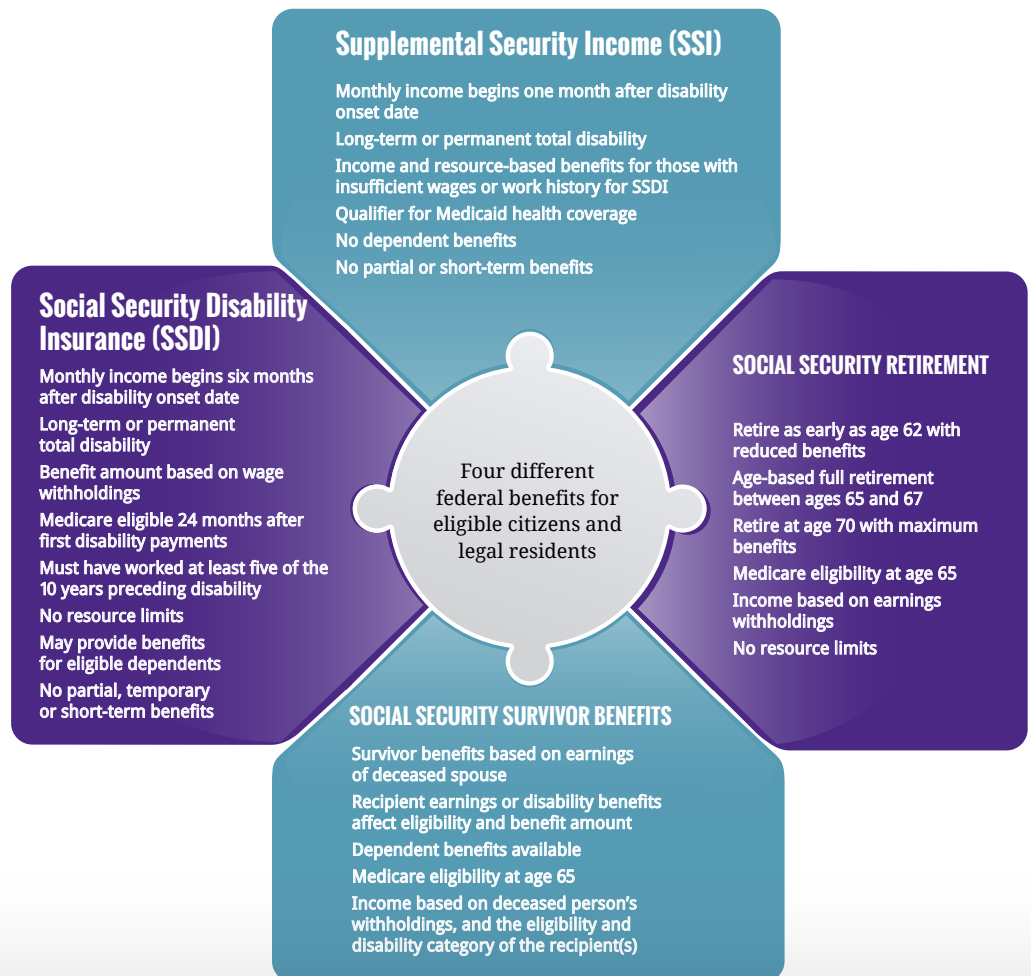 Supplemental Security Income (SSI)
Monthly income begins one month after disability
onset date
Long-term or permanent total disability
Income and resource-based benefits for those with
insufficient wages or work history for SSDI
Qualifier for Medicaid health coverage
No dependent benefits
No partial or short-term benefits
Social Security Disability
Insurance (SSDI)
Monthly income begins six months
after disability onset date
Long-term or permanent
total disability
Benefit amount based on wage
withholdings
Medicare eligible 24 months after
first disability payments
Must have worked at least five of the
10 years preceding disability
No resource limits
May provide benefits
for eligible dependents
No partial, temporary
or short-term benefits
Four different
federal benefits for
eligible citizens and
legal residents
SOCIAL SECURITY RETIREMENT
Retire as early as age 62 with
reduced benefits
Age-based full retirement
between ages 65 and 67
Retire at age 70 with maximum
benefits
Medicare eligibility at age 65
Income based on earnings
withholdings
No resource limits
SOCIAL SECURITY SURVIVOR BENEFITS
Survivor benefits based on earnings
of deceased spouse
Recipient earnings or disability benefits
affect eligibility and benefit amount
Dependent benefits available
Medicare eligibility at age 65
Income based on deceased person's
withholdings, and the eligibility and
disability category of the recipient(s)